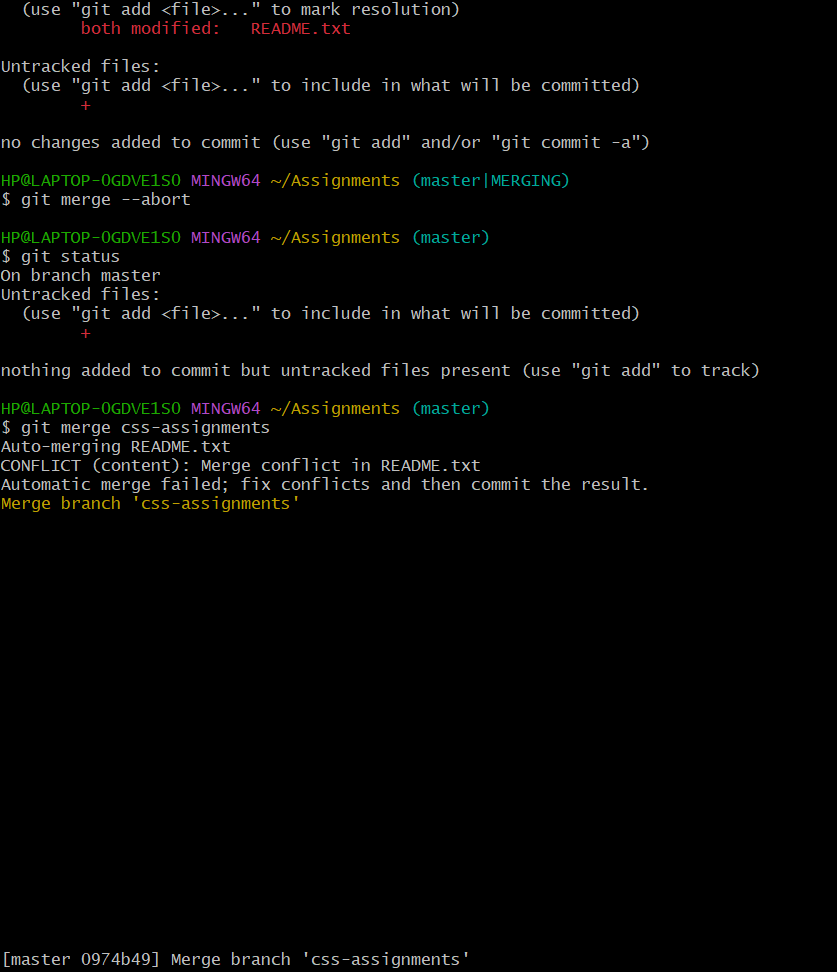 (use "git add <file>..." to mark resolution)
both modified:   README.txt
Untracked files:
(use "git add <file>..." to include in what will be committed)
+
no changes added to commit (use "git add" and/or "git commit -a")
HP@LAPTOP-OGDVE1SO MINGW64 ~/Assignments (master|MERGING)
$ git merge --abort
HP@LAPTOP-OGDVE1SO MINGW64 ~/Assignments (master)
$ git status
On branch master
Untracked files:
(use "git add <file>..." to include in what will be committed)
+
nothing added to commit but untracked files present (use "git add" to track)
HP@LAPTOP-OGDVE1SO MINGW64 ~/Assignments (master)
$ git merge css-assignments
Auto-merging README.txt
CONFLICT (content): Merge conflict in README.txt
Automatic merge failed; fix conflicts and then commit the result.
Merge branch 'css-assignments'
[master 0974b49] Merge branch 'css-assignments'